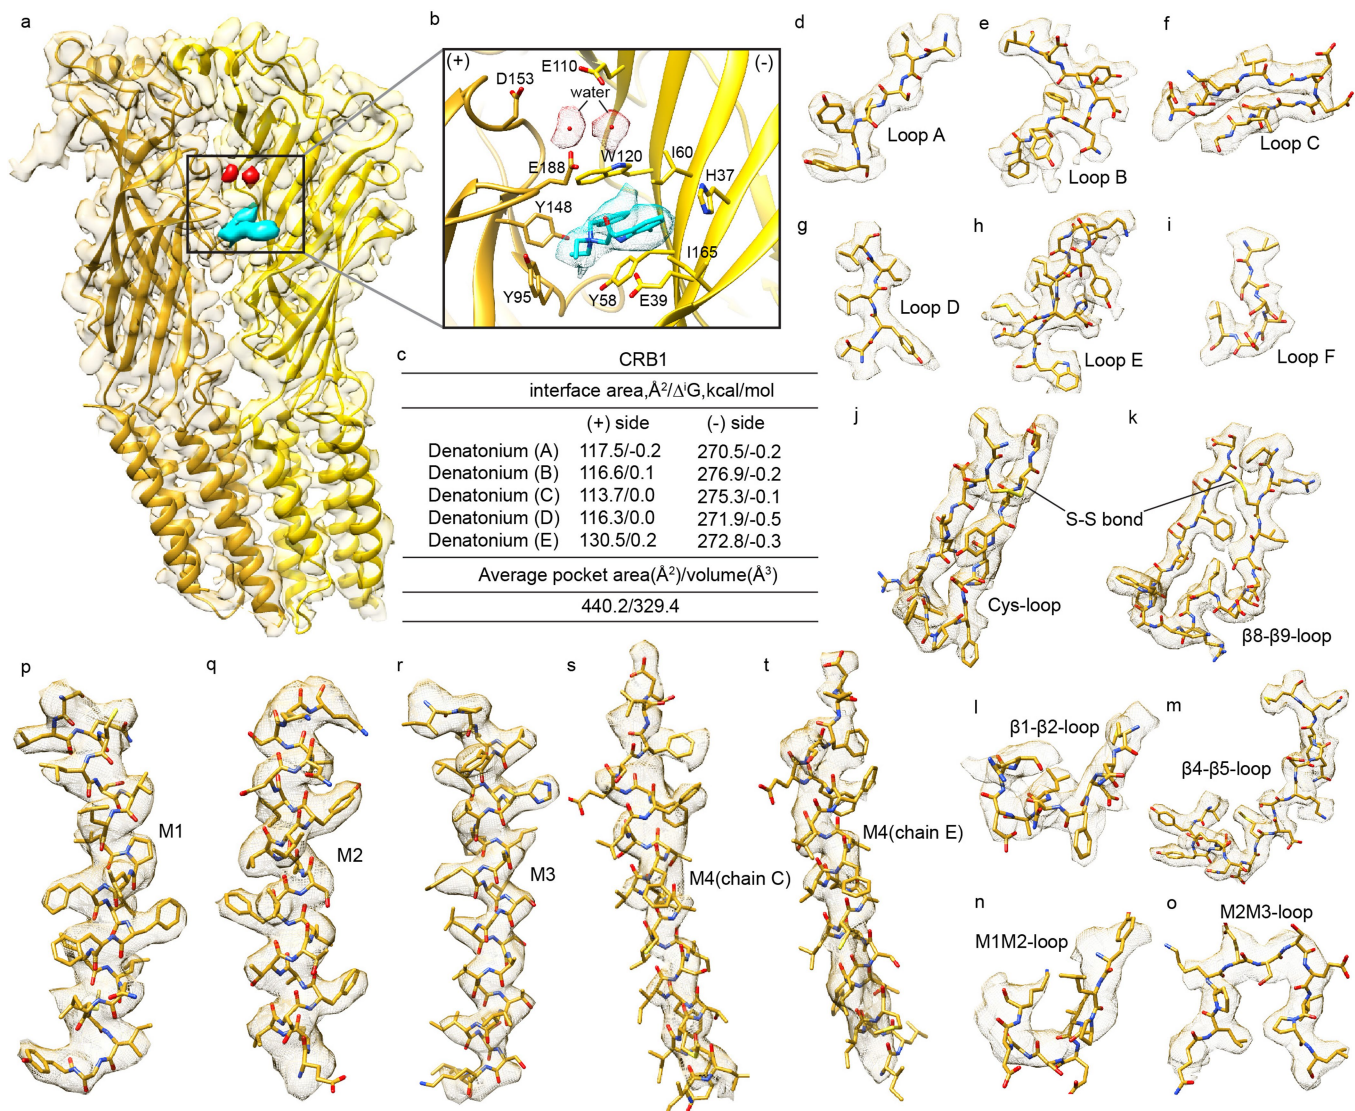 a
b
(+)
(-)
E110
D153
water
E188
W120
I60
H37
Y148
I165
Y95
Y58
E39
c
CRB1
interface area,Å²/ΔⁱG,kcal/mol
(+) side
(-) side
Denatonium (A) 117.5/-0.2 270.5/-0.2
Denatonium (B) 116.6/0.1 276.9/-0.2
Denatonium (C) 113.7/0.0 275.3/-0.1
Denatonium (D) 116.3/0.0 271.9/-0.5
Denatonium (E) 130.5/0.2 272.8/-0.3
Average pocket area(Å²)/volume(Å³)
440.2/329.4
d
Loop A
e
Loop B
f
Loop C
g
Loop D
h
Loop E
i
Loop F
j
Cys-loop
S-S bond
k
β8-β9-loop
l
β1-β2-loop
m
β4-β5-loop
n
M1M2-loop
o
M2M3-loop
p
M1
q
M2
r
M3
s
M4(chain C)
t
M4(chain E)